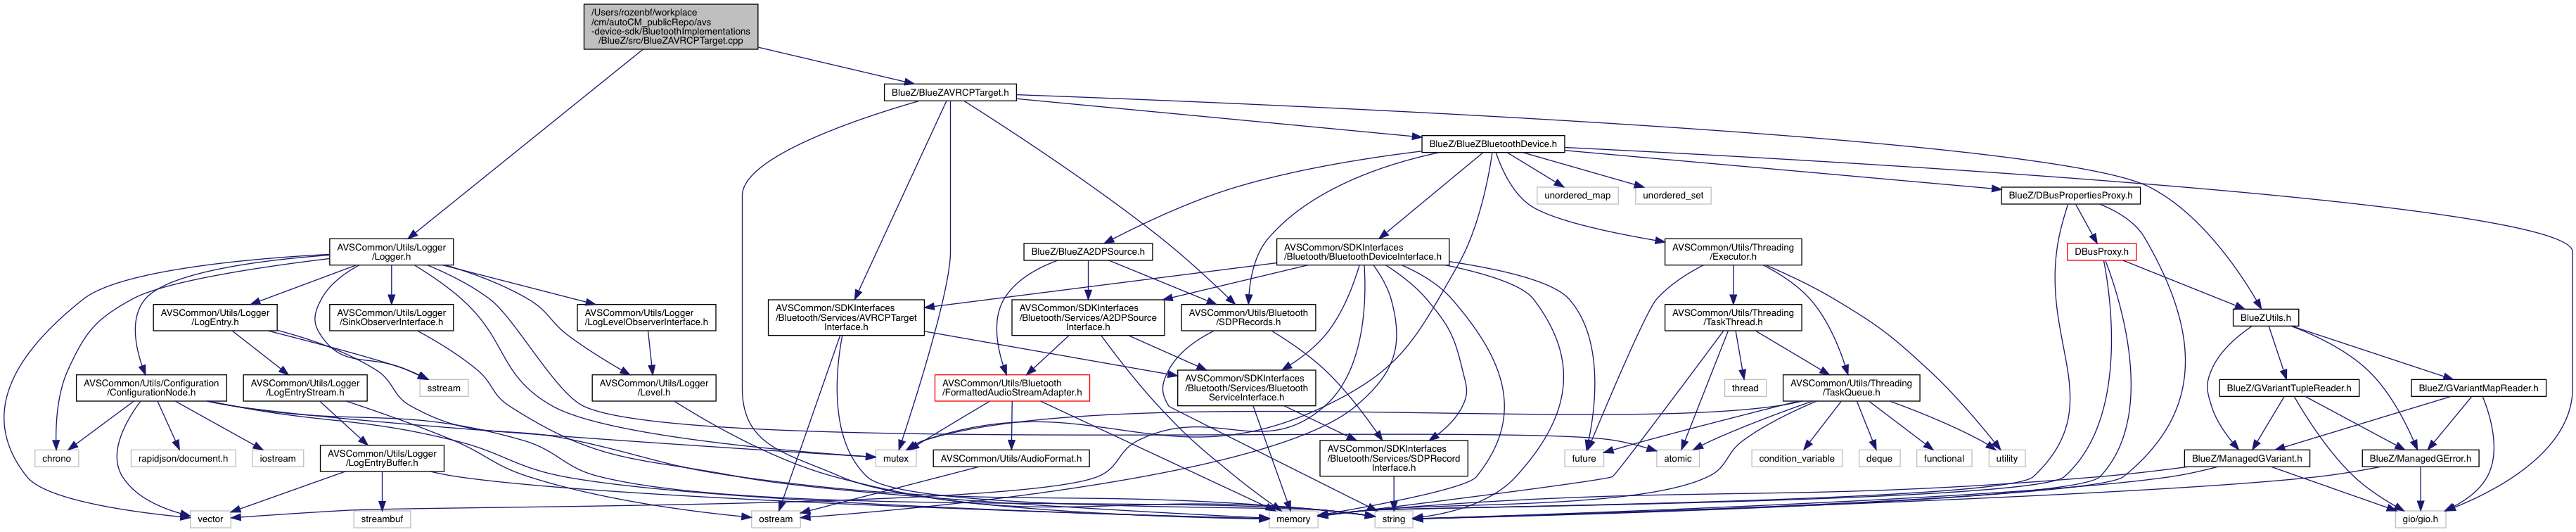 /Users/rozenbf/workplace
/cm/autoCM_publicRepo/avs
-device-sdk/BluetoothImplementations
/BlueZ/src/BlueZAVRCPTarget.cpp
BlueZ/BlueZAVRCPTarget.h
BlueZ/BlueZBluetoothDevice.h
unordered_map
unordered_set
BlueZ/DBusPropertiesProxy.h
AVSCommon/Utils/Logger
/Logger.h
BlueZ/BlueZA2DPSource.h
AVSCommon/SDKInterfaces
/Bluetooth/BluetoothDeviceInterface.h
AVSCommon/Utils/Threading
/Executor.h
DBusProxy.h
AVSCommon/Utils/Logger
/LogEntry.h
AVSCommon/Utils/Logger
/SinkObserverInterface.h
AVSCommon/Utils/Logger
/LogLevelObserverInterface.h
AVSCommon/SDKInterfaces
/Bluetooth/Services/AVRCPTarget
Interface.h
AVSCommon/SDKInterfaces
/Bluetooth/Services/A2DPSource
Interface.h
AVSCommon/Utils/Bluetooth
/SDPRecords.h
AVSCommon/Utils/Threading
/TaskThread.h
BlueZUtils.h
AVSCommon/Utils/Configuration
/ConfigurationNode.h
AVSCommon/Utils/Logger
/LogEntryStream.h
sstream
AVSCommon/Utils/Logger
/Level.h
AVSCommon/Utils/Bluetooth
/FormattedAudioStreamAdapter.h
AVSCommon/SDKInterfaces
/Bluetooth/Services/Bluetooth
ServiceInterface.h
thread
AVSCommon/Utils/Threading
/TaskQueue.h
BlueZ/GVariantTupleReader.h
BlueZ/GVariantMapReader.h
chrono
rapidjson/document.h
iostream
AVSCommon/Utils/Logger
/LogEntryBuffer.h
mutex
AVSCommon/Utils/AudioFormat.h
AVSCommon/SDKInterfaces
/Bluetooth/Services/SDPRecord
Interface.h
future
atomic
condition_variable
deque
functional
utility
BlueZ/ManagedGVariant.h
BlueZ/ManagedGError.h
vector
streambuf
ostream
memory
string
gio/gio.h